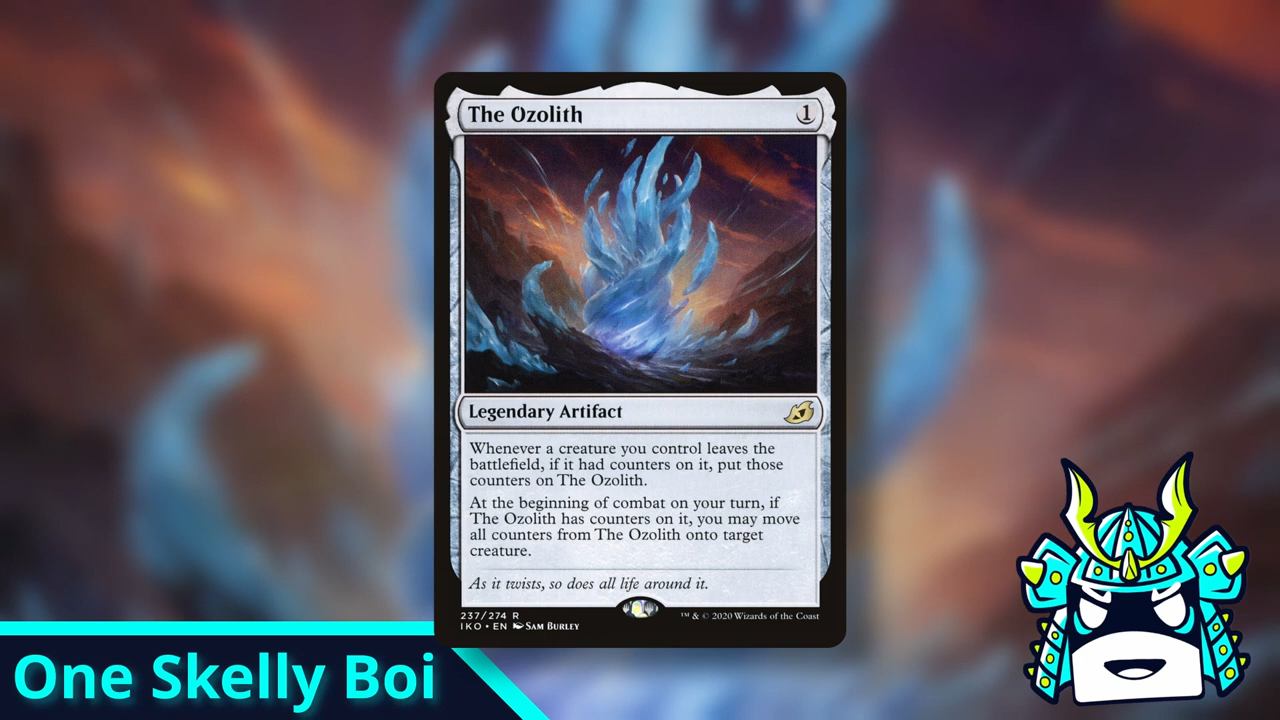 The Ozolith 1
Legendary Artifact
Whenever a creature you control leaves the
battlefield, if it had counters on it, put those
counters on The Ozolith.
At the beginning of combat on your turn, if
The Ozolith has counters on it, you may move
all counters from The Ozolith onto target
creature.
As it twists, so does all life around it.
237/274 R
IKO • EN Sam Burley
™ & © 2020 Wizards of the Coast
One Skelly Boi